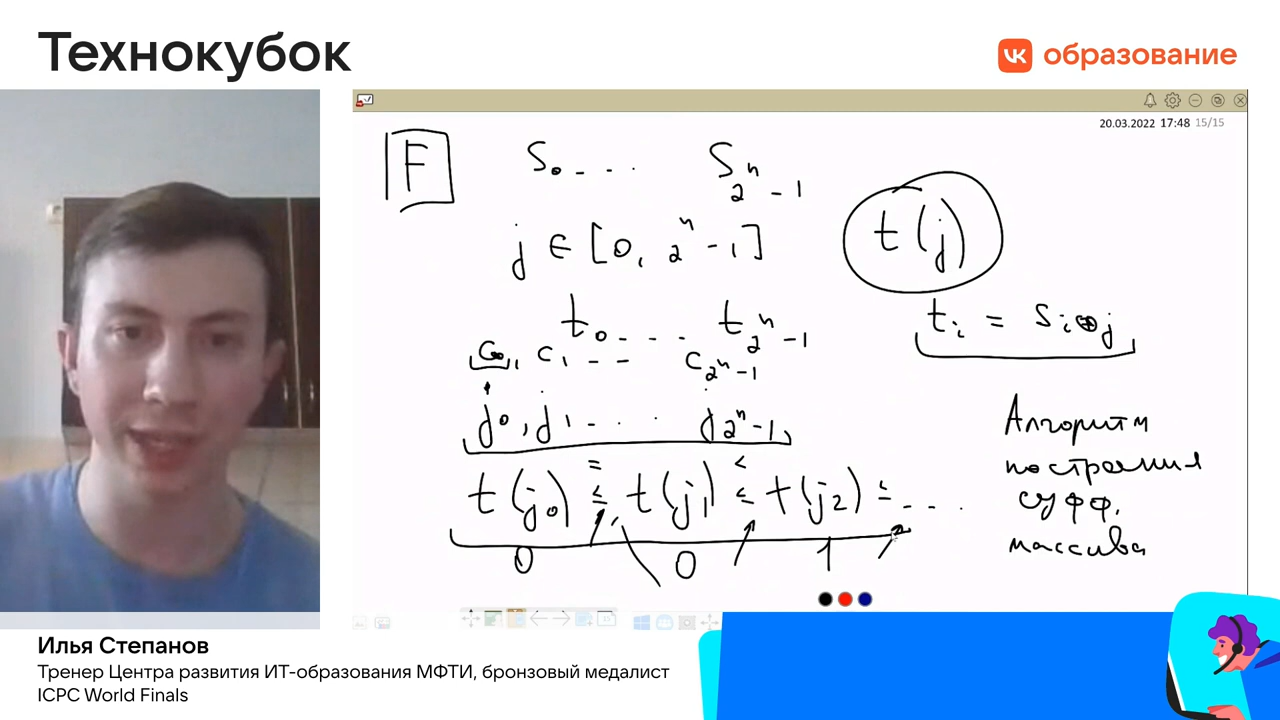 Технокубок
VK образование
20.03.2022 17:48 15/15
F
S₀ ... S₂ⁿ₋₁
j ∈ [0, 2ⁿ-1]
t(j)
t₀ ... t₂ⁿ₋₁
tᵢ = Sᵢ⊕ⱼ
c₀, c₁ ... c₂ⁿ₋₁
j₀, j₁ ... j₂ⁿ₋₁
= <
t(j₀) ≤ t(j₁) ≤ t(j₂) ≤ ...
0 0 1
Алгоритм
построения
суфф.
массива
Илья Степанов
Тренер Центра развития ИТ-образования МФТИ, бронзовый медалист
ICPC World Finals